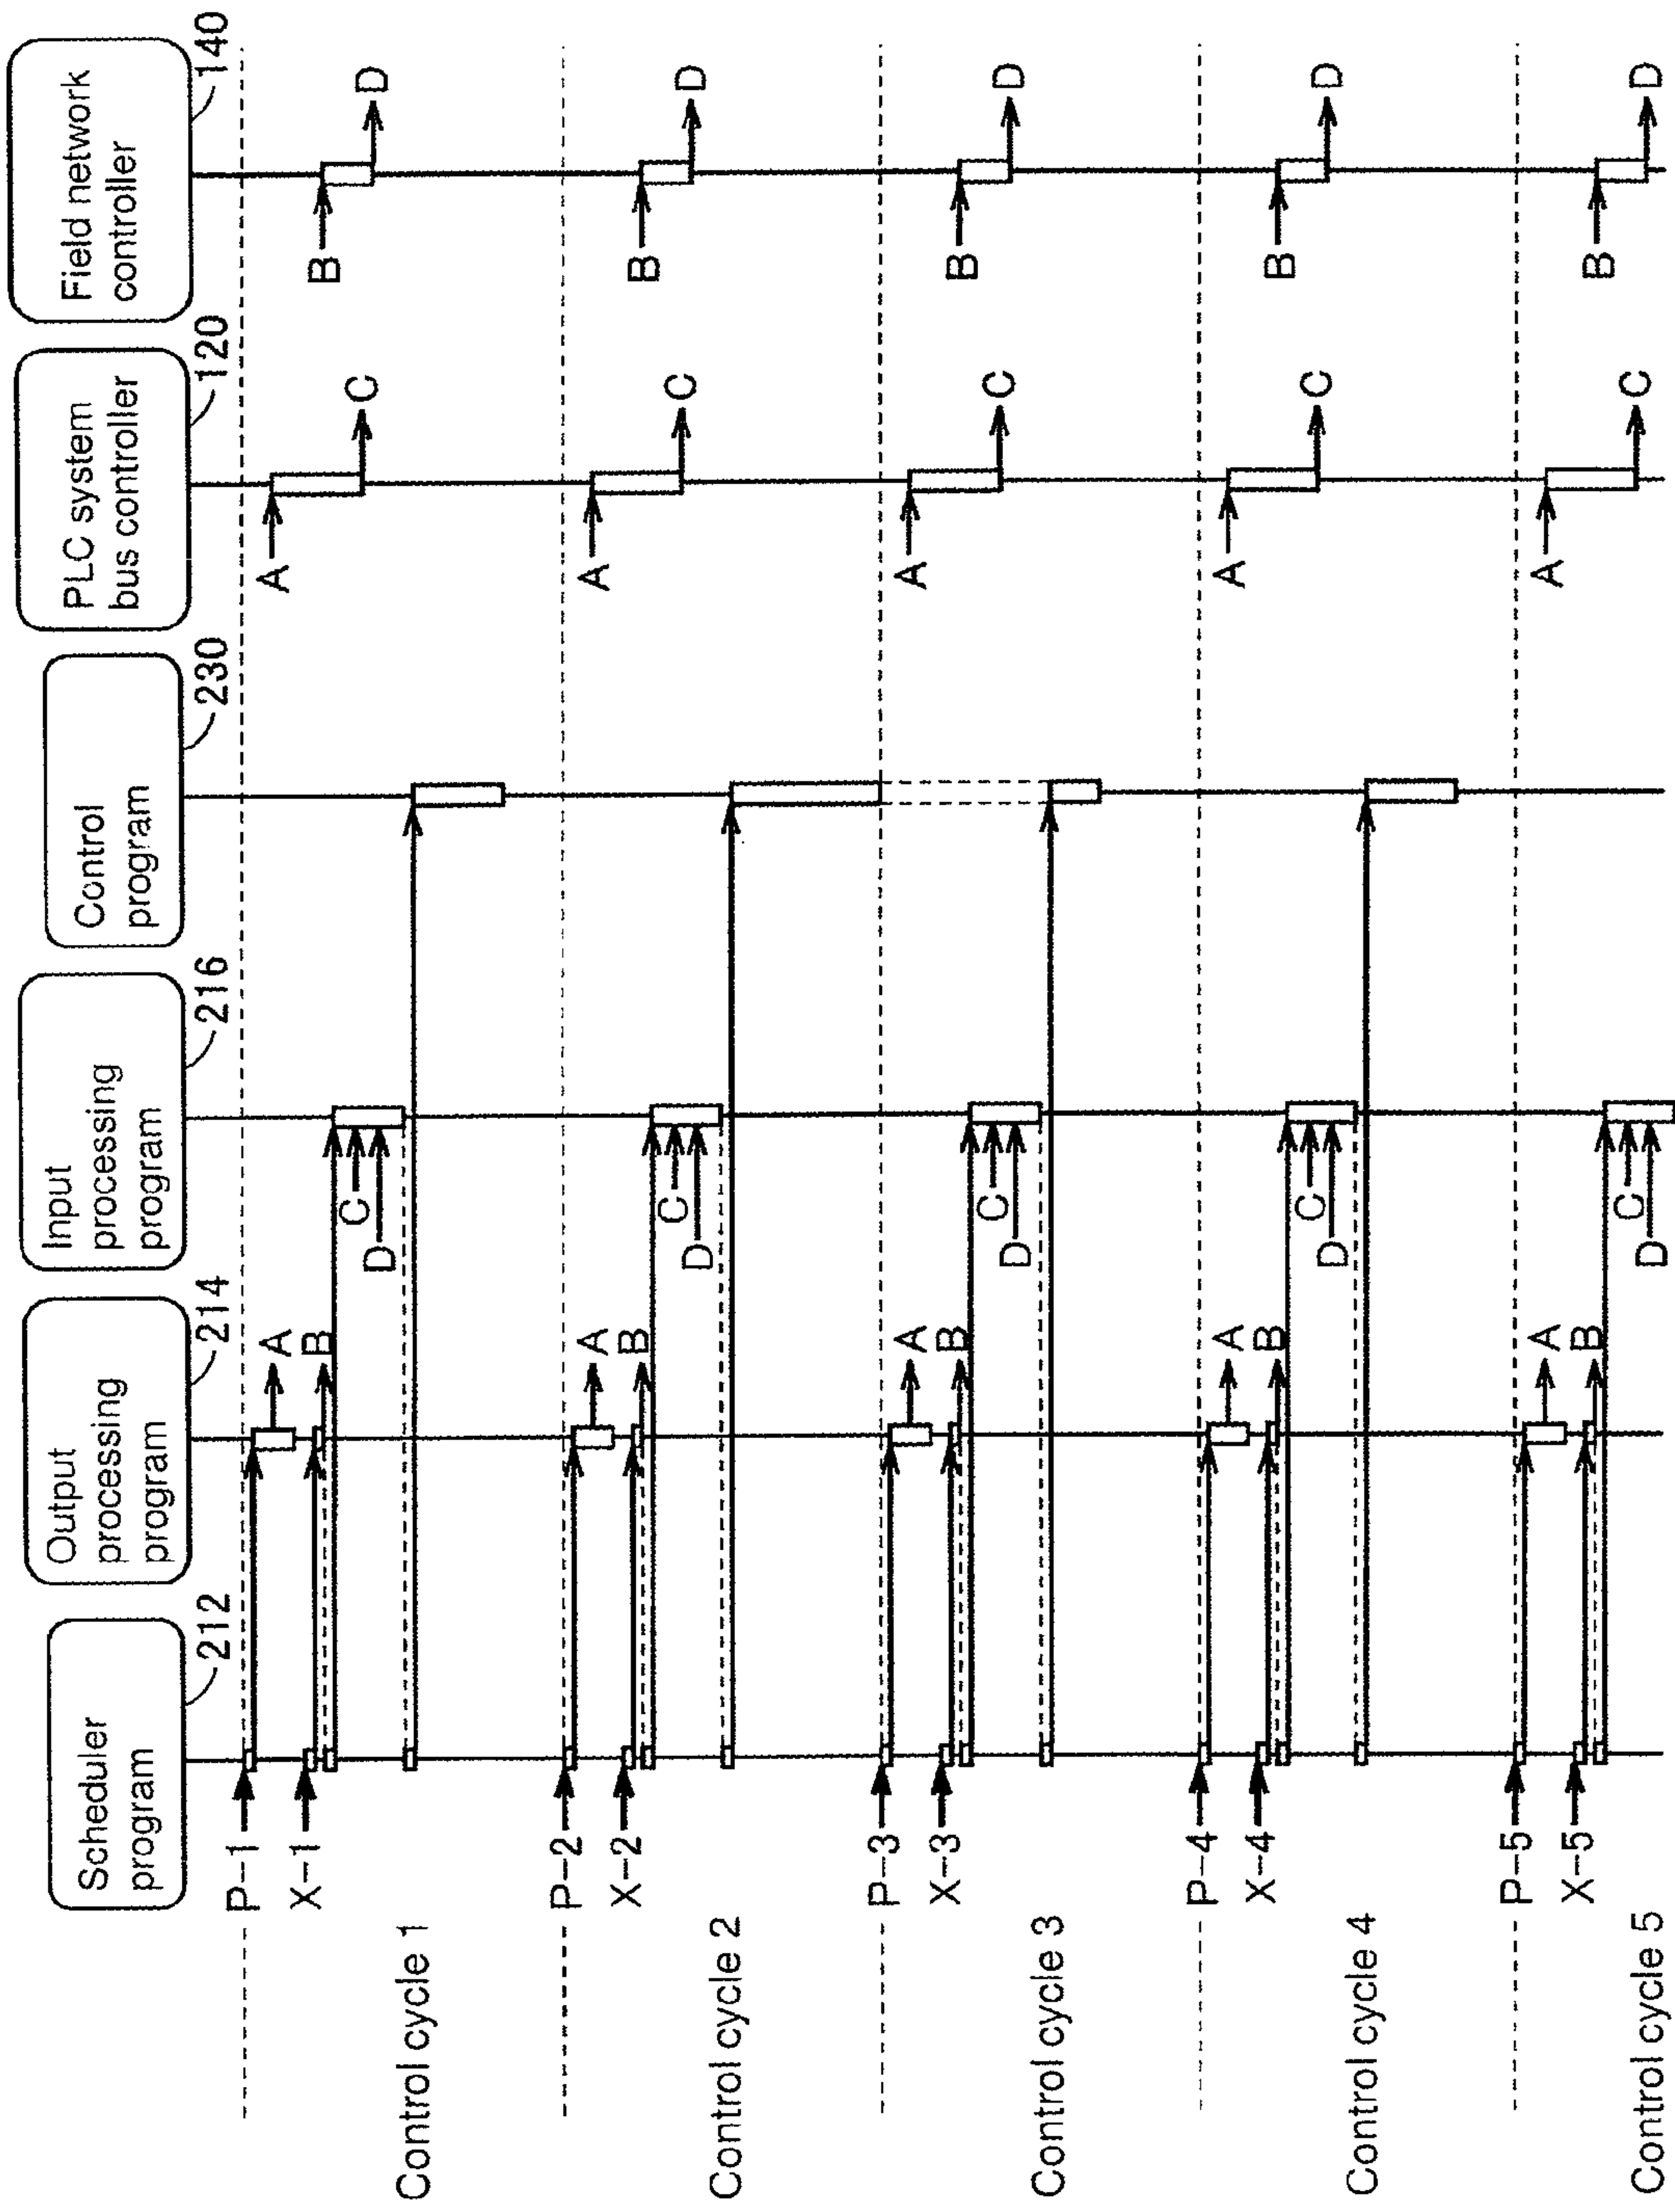 Scheduler
program
212
Output
processing
program
214
Input
processing
program
216
Control
program
230
PLC system
bus controller
120
Field network
controller
140
P-1
X-1
Control cycle 1
A
B
C
D
A
C
B
D
P-2
X-2
Control cycle 2
A
B
C
D
A
C
B
D
P-3
X-3
Control cycle 3
A
B
C
D
A
C
B
D
P-4
X-4
Control cycle 4
A
B
C
D
A
C
B
D
P-5
X-5
Control cycle 5
A
B
C
D
A
C
B
D